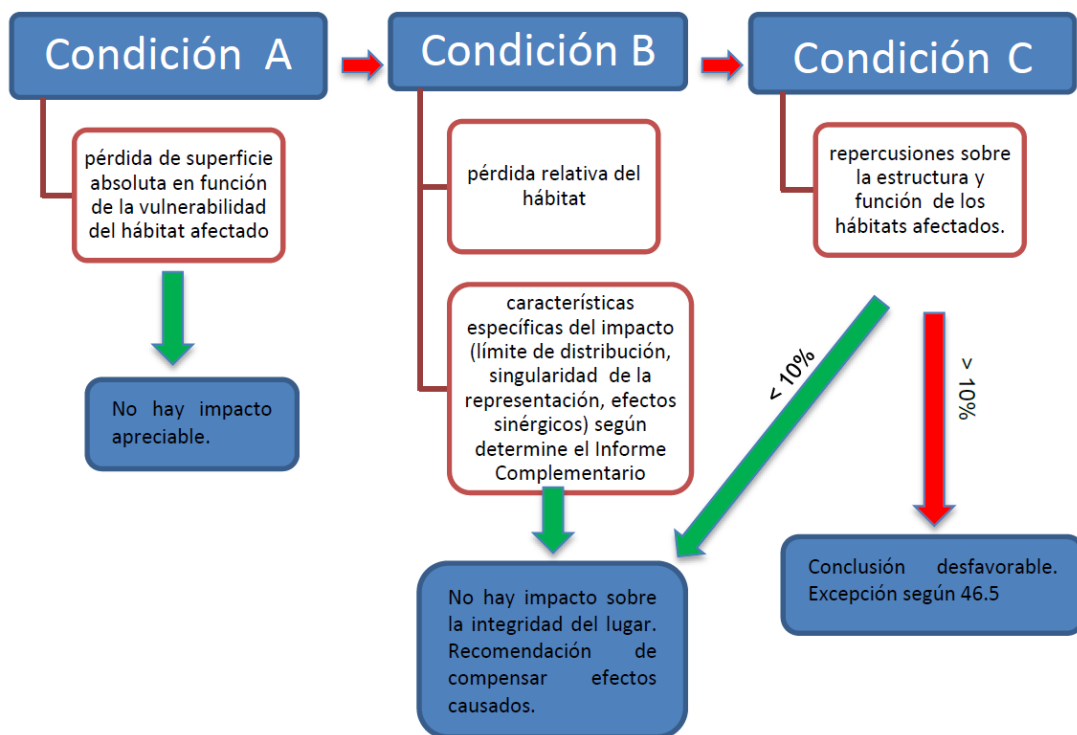 Condición A
Condición B
Condición C
pérdida de superficie
absoluta en función
de la vulnerabilidad
del hábitat afectado
pérdida relativa del
hábitat
repercusiones sobre
la estructura y
función de los
hábitats afectados.
características
específicas del impacto
(límite de distribución,
singularidad de la
representación, efectos
sinérgicos) según
determine el Informe
Complementario
< 10%
> 10%
No hay impacto
apreciable.
No hay impacto sobre
la integridad del lugar.
Recomendación de
compensar efectos
causados.
Conclusión desfavorable.
Excepción según 46.5